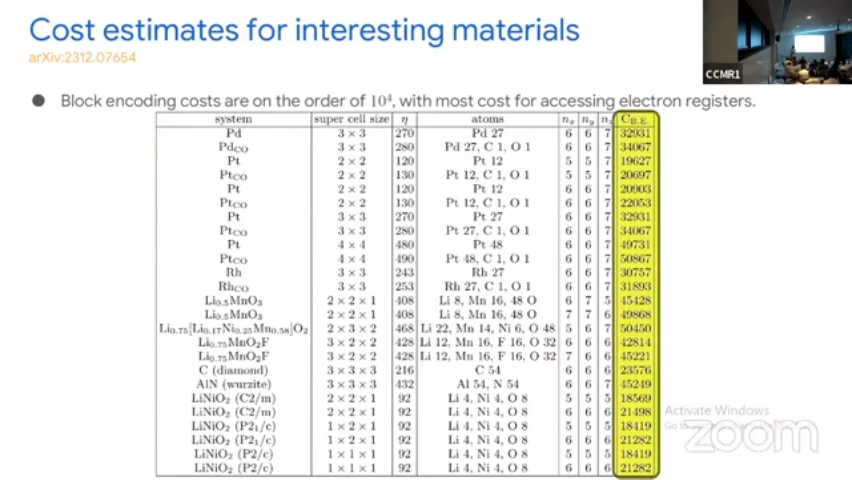 Cost estimates for interesting materials
arXiv:2312.07654
CCMR1
● Block encoding costs are on the order of 10⁴, with most cost for accessing electron registers.
system super cell size η atoms nₓ nᵧ n C_B.E.
Pd 3 × 3 270 Pd 27 6 6 7 32931
Pd_CO 3 × 3 280 Pd 27, C 1, O 1 6 6 7 34067
Pt 2 × 2 120 Pt 12 5 5 7 19627
Pt_CO 2 × 2 130 Pt 12, C 1, O 1 5 5 7 20697
Pt 2 × 2 120 Pt 12 6 6 7 20903
Pt_CO 2 × 2 130 Pt 12, C 1, O 1 6 6 7 22053
Pt 3 × 3 270 Pt 27 6 6 7 32931
Pt_CO 3 × 3 280 Pt 27, C 1, O 1 6 6 7 34067
Pt 4 × 4 480 Pt 48 6 6 7 49731
Pt_CO 4 × 4 490 Pt 48, C 1, O 1 6 6 7 50867
Rh 3 × 3 243 Rh 27 6 6 7 30757
Rh_CO 3 × 3 253 Rh 27, C 1, O 1 6 6 7 31893
Li₀.₅MnO₃ 2 × 2 × 1 408 Li 8, Mn 16, 48 O 6 7 5 45428
Li₀.₅MnO₃ 2 × 2 × 1 408 Li 8, Mn 16, 48 O 7 7 6 49868
Li₀.₇₅[Li₀.₁₇Ni₀.₂₅Mn₀.₅₈]O₂ 2 × 3 × 2 468 Li 22, Mn 14, Ni 6, O 48 5 6 7 50450
Li₀.₇₅MnO₂F 3 × 2 × 2 428 Li 12, Mn 16, F 16, O 32 6 6 6 42814
Li₀.₇₅MnO₂F 3 × 2 × 2 428 Li 12, Mn 16, F 16, O 32 7 6 6 45221
C (diamond) 3 × 3 × 3 216 C 54 6 6 6 23576
AlN (wurzite) 3 × 3 × 3 432 Al 54, N 54 6 6 7 45249
LiNiO₂ (C2/m) 2 × 2 × 1 92 Li 4, Ni 4, O 8 5 5 5 18569
LiNiO₂ (C2/m) 2 × 2 × 1 92 Li 4, Ni 4, O 8 6 6 6 21498
LiNiO₂ (P2₁/c) 1 × 2 × 1 92 Li 4, Ni 4, O 8 5 5 5 18419
LiNiO₂ (P2₁/c) 1 × 2 × 1 92 Li 4, Ni 4, O 8 6 6 6 21282
LiNiO₂ (P2/c) 1 × 1 × 1 92 Li 4, Ni 4, O 8 5 5 5 18419
LiNiO₂ (P2/c) 1 × 1 × 1 92 Li 4, Ni 4, O 8 6 6 6 21282
Activate Windows
zoom